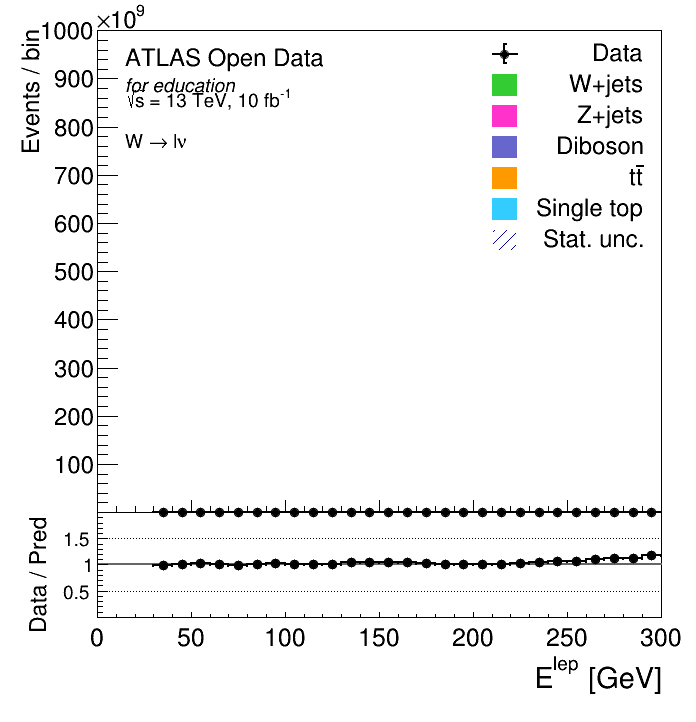 ×10⁹
Events / bin
1000
900
800
700
600
500
400
300
200
100
ATLAS Open Data
for education
√s = 13 TeV, 10 fb⁻¹
W → lν
Data
W+jets
Z+jets
Diboson
tt̄
Single top
Stat. unc.
Data / Pred
1.5
1
0.5
0 50 100 150 200 250 300
E^lep [GeV]